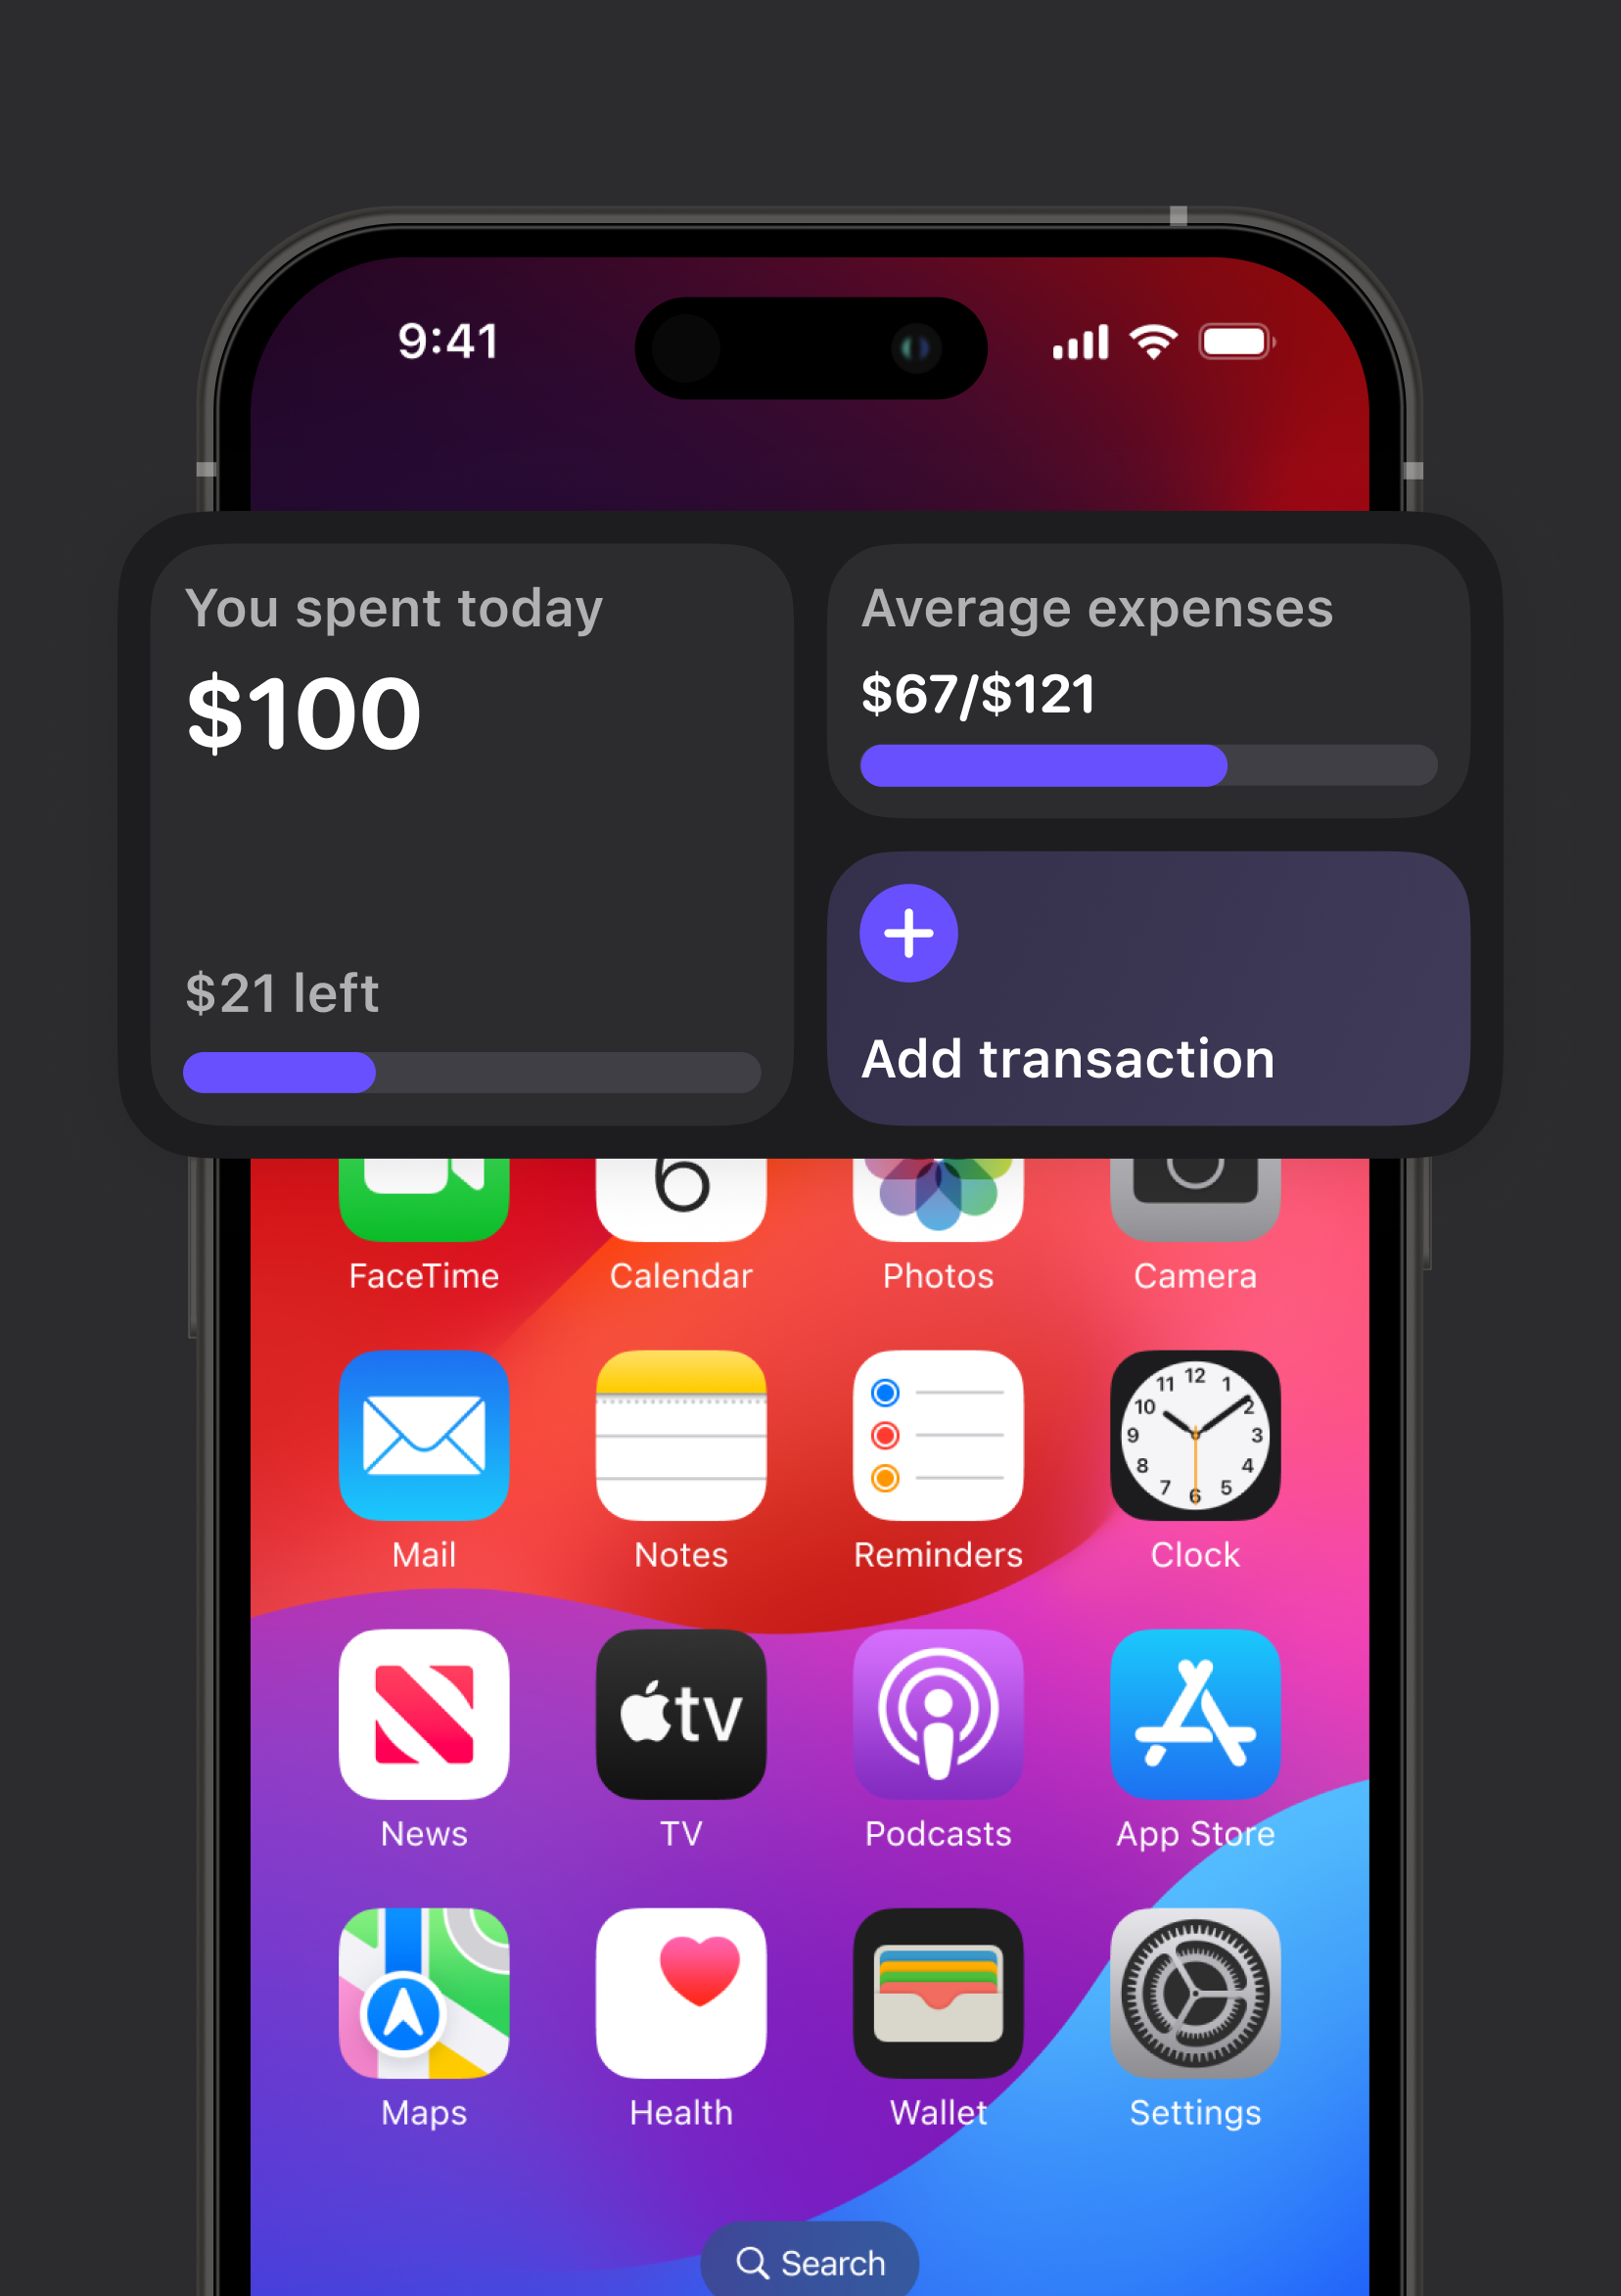 9:41
You spent today
$100
$21 left
Average expenses
$67/$121
Add transaction
6
FaceTime Calendar Photos Camera
12
11 1
10 2
9 3
8 4
7 5
6
Mail Notes Reminders Clock
tv
News TV Podcasts App Store
Maps Health Wallet Settings
Search